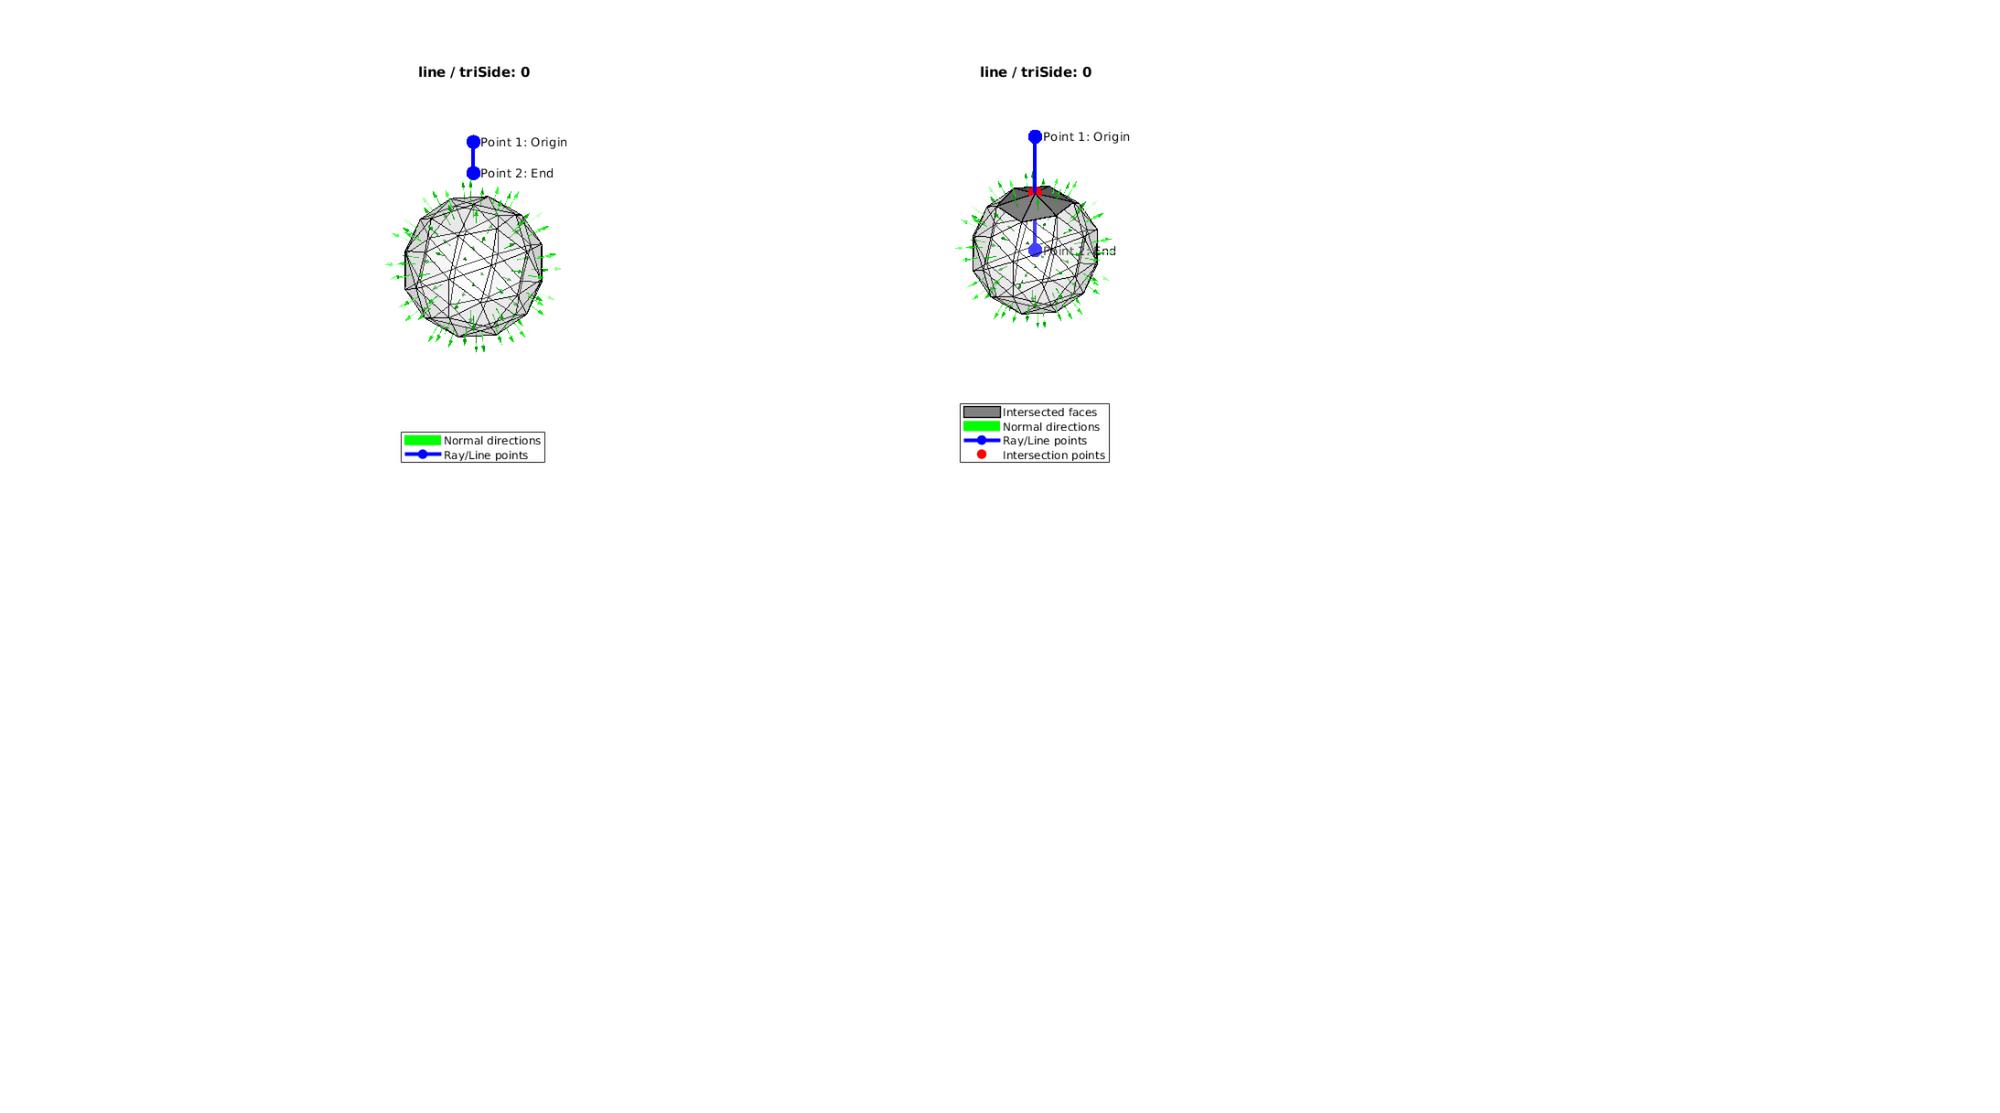 line / triSide: 0
Point 1: Origin
Point 2: End
Normal directions
Ray/Line points
line / triSide: 0
Point 1: Origin
Point 2: End
Intersected faces
Normal directions
Ray/Line points
Intersection points